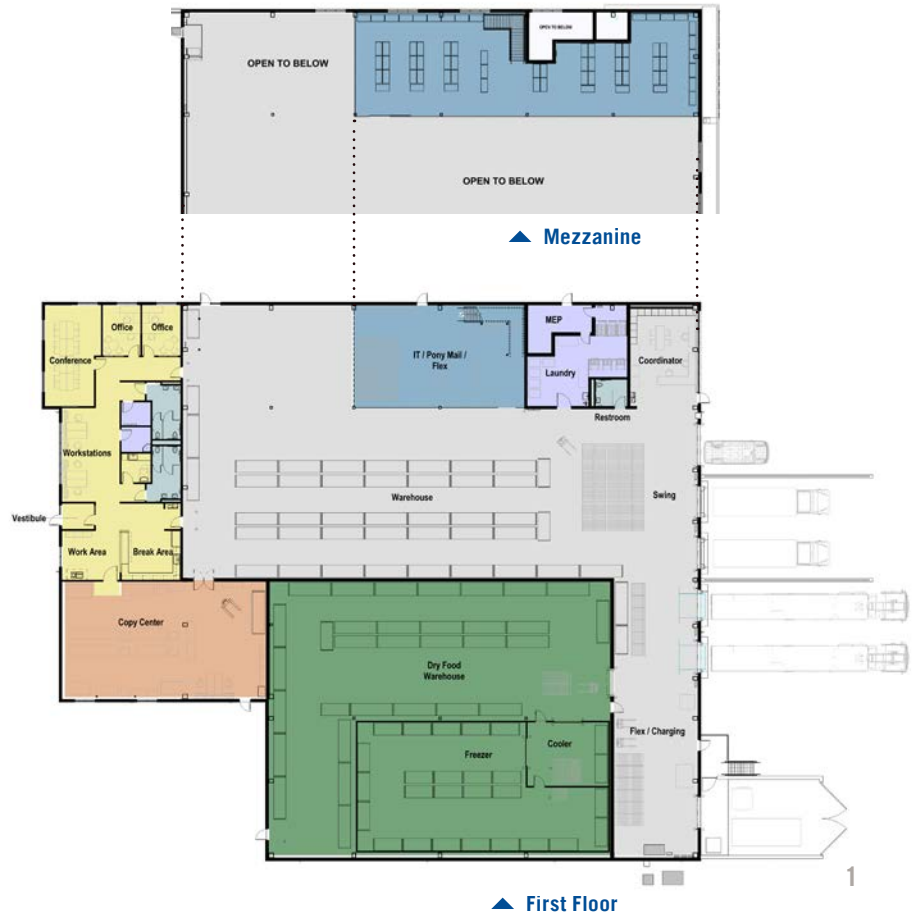 OPEN TO BELOW
OPEN TO BELOW
OPEN TO BELOW
Mezzanine
Office
Office
Conference
MEP
IT / Pony Mail /
Flex
Coordinator
Laundry
Restroom
Workstations
Warehouse
Swing
Vestibule
Work Area
Break Area
Copy Center
Dry Food
Warehouse
Flex / Charging
Freezer
Cooler
1
First Floor